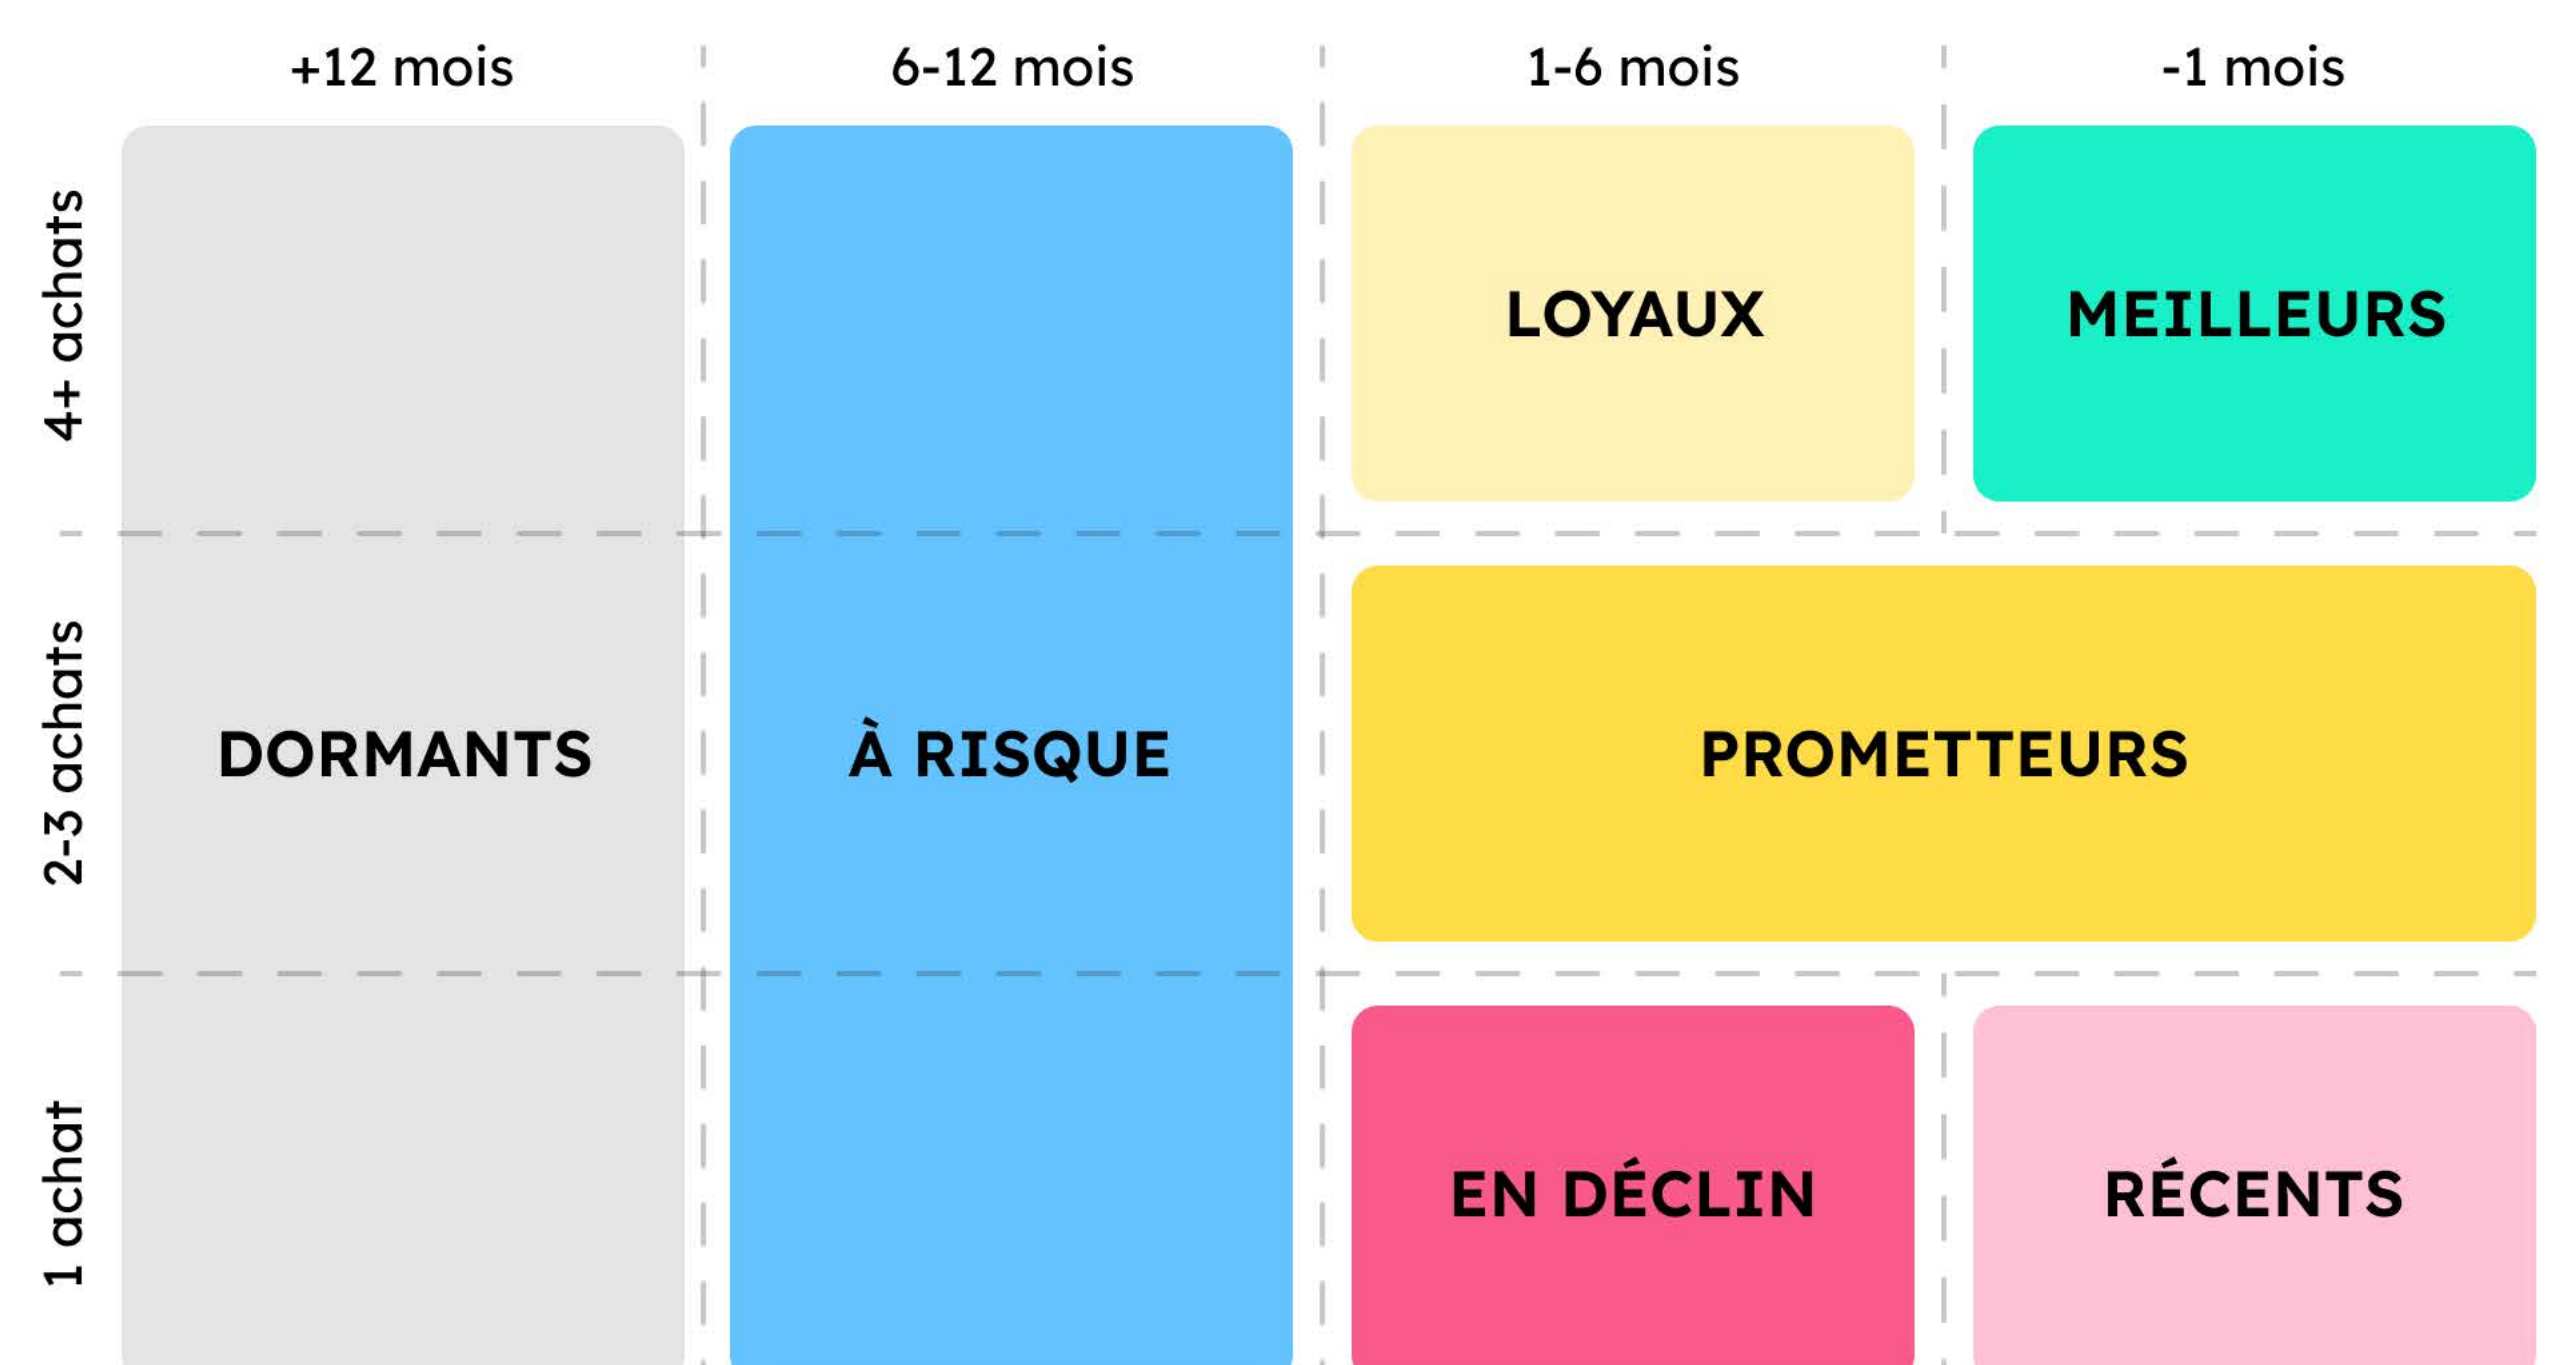 +12 mois
6-12 mois
1-6 mois
-1 mois
4+ achats
LOYAUX
MEILLEURS
2-3 achats
DORMANTS
À RISQUE
PROMETTEURS
1 achat
EN DÉCLIN
RÉCENTS